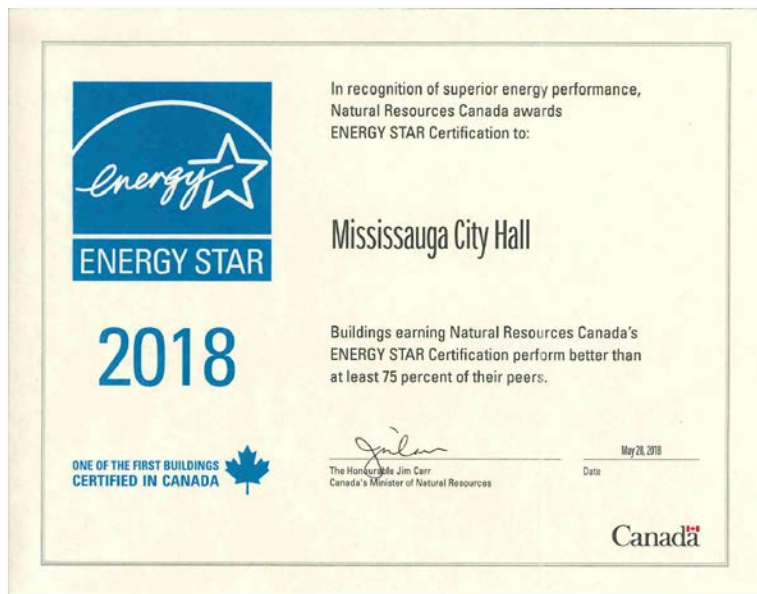 energy
ENERGY STAR
2018
ONE OF THE FIRST BUILDINGS
CERTIFIED IN CANADA
In recognition of superior energy performance,
Natural Resources Canada awards
ENERGY STAR Certification to:
Mississauga City Hall
Buildings earning Natural Resources Canada's
ENERGY STAR Certification perform better than
at least 75 percent of their peers.
The Honourable Jim Carr
Canada's Minister of Natural Resources
May 28, 2018
Date
Canada